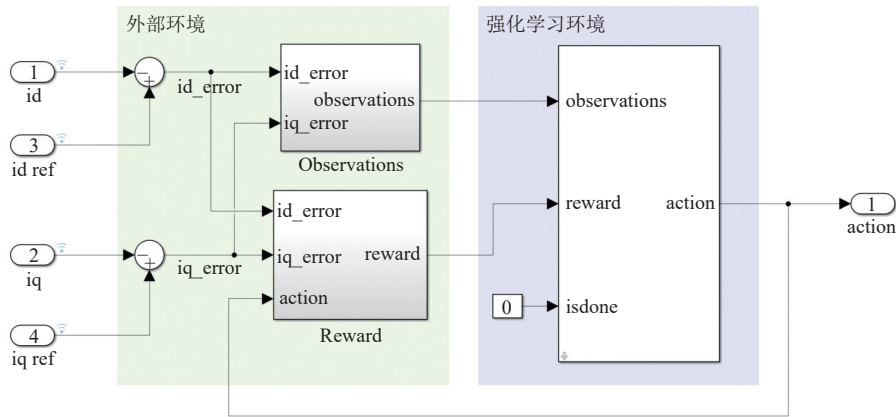 外部环境
强化学习环境
1
id
3
id ref
id_error
id_error
observations
iq_error
Observations
observations
id_error
2
iq
iq_error
iq_error
reward
action
Reward
reward
action
1
action
0
isdone
4
iq ref